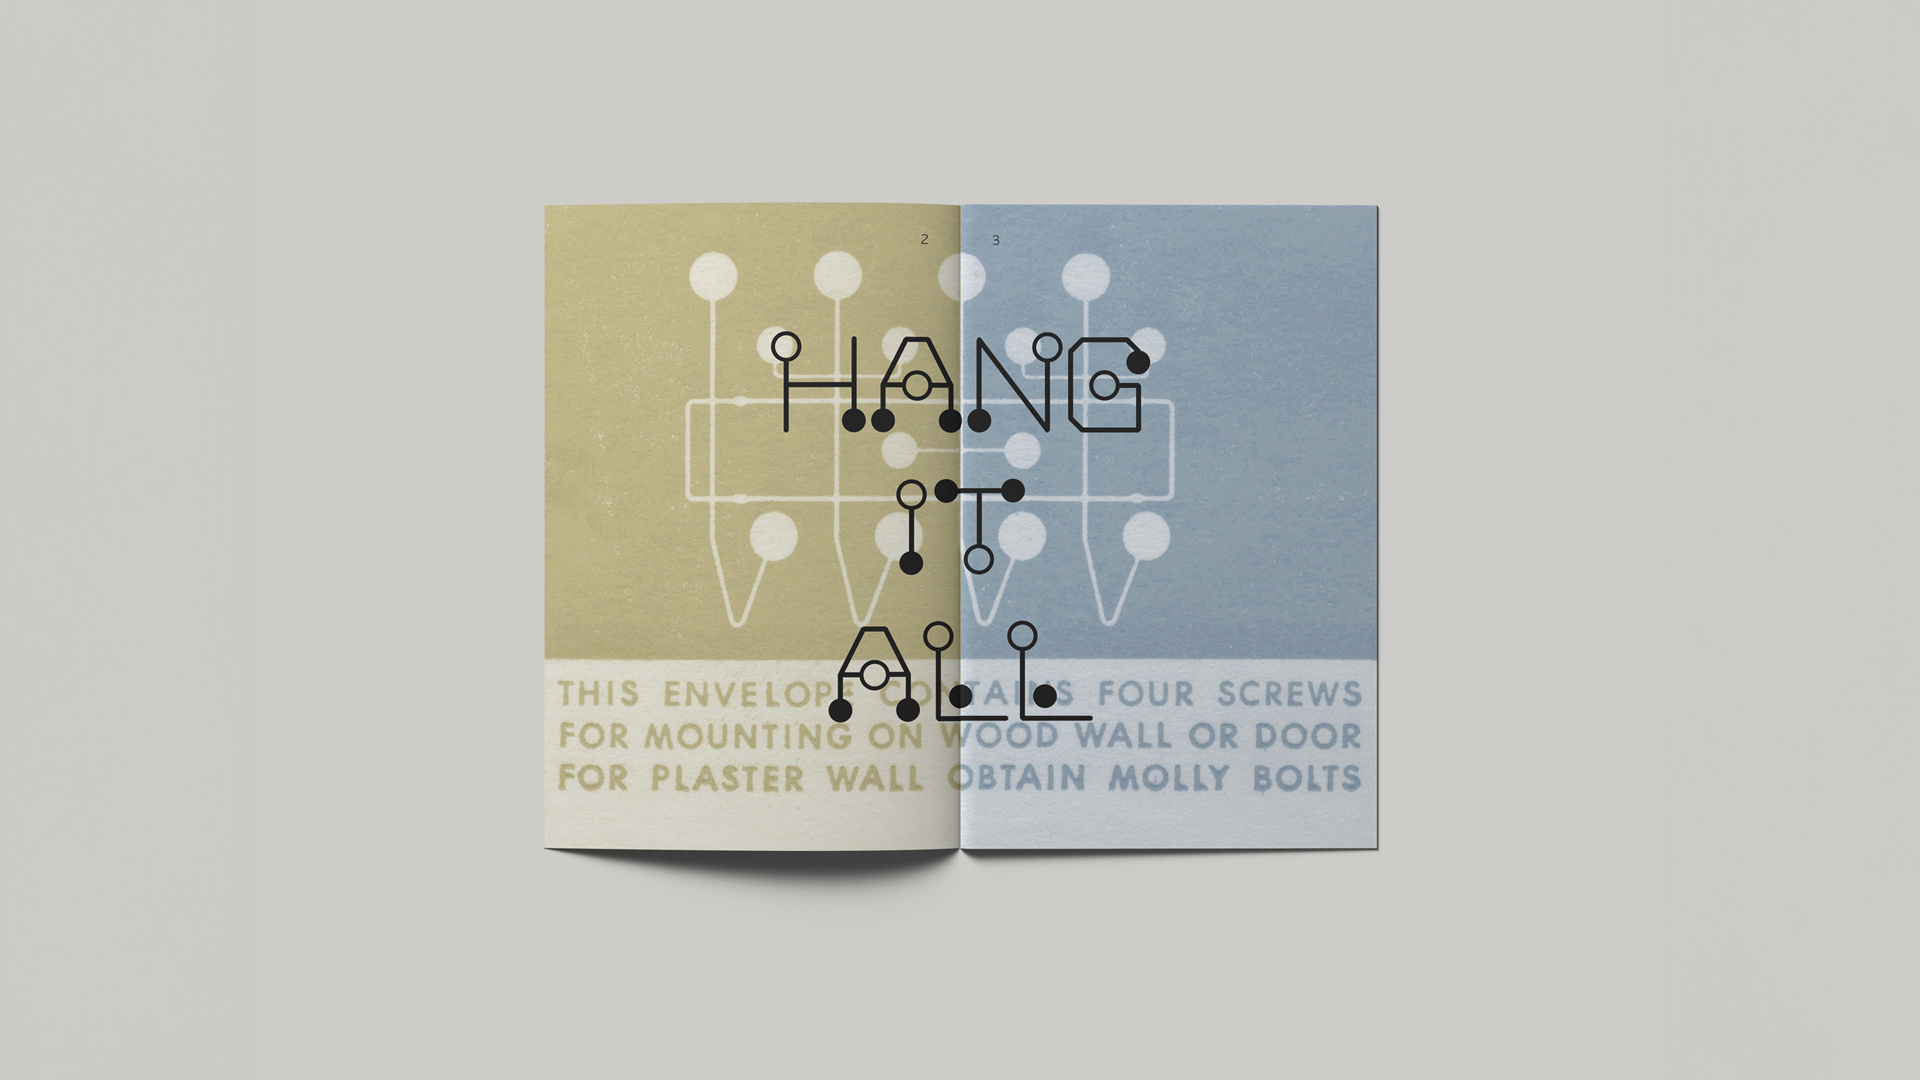 2 3
HANG
IT
ALL
THIS ENVELOPE CONTAINS FOUR SCREWS
FOR MOUNTING ON WOOD WALL OR DOOR
FOR PLASTER WALL OBTAIN MOLLY BOLTS